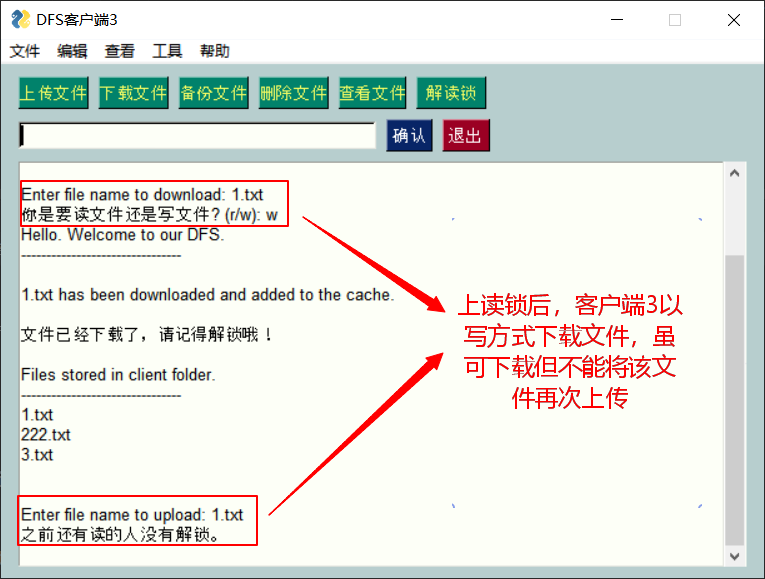 DFS客户端3
文件 编辑 查看 工具 帮助
上传文件 下载文件 备份文件 删除文件 查看文件 解读锁
确认 退出
Enter file name to download: 1.txt
你是要读文件还是写文件? (r/w): w
Hello. Welcome to our DFS.
--------------------------------
1.txt has been downloaded and added to the cache.
文件已经下载了，请记得解锁哦！
Files stored in client folder.
--------------------------------
1.txt
222.txt
3.txt
Enter file name to upload: 1.txt
之前还有读的人没有解锁。
上读锁后，客户端3以
写方式下载文件，虽
可下载但不能将该文
件再次上传